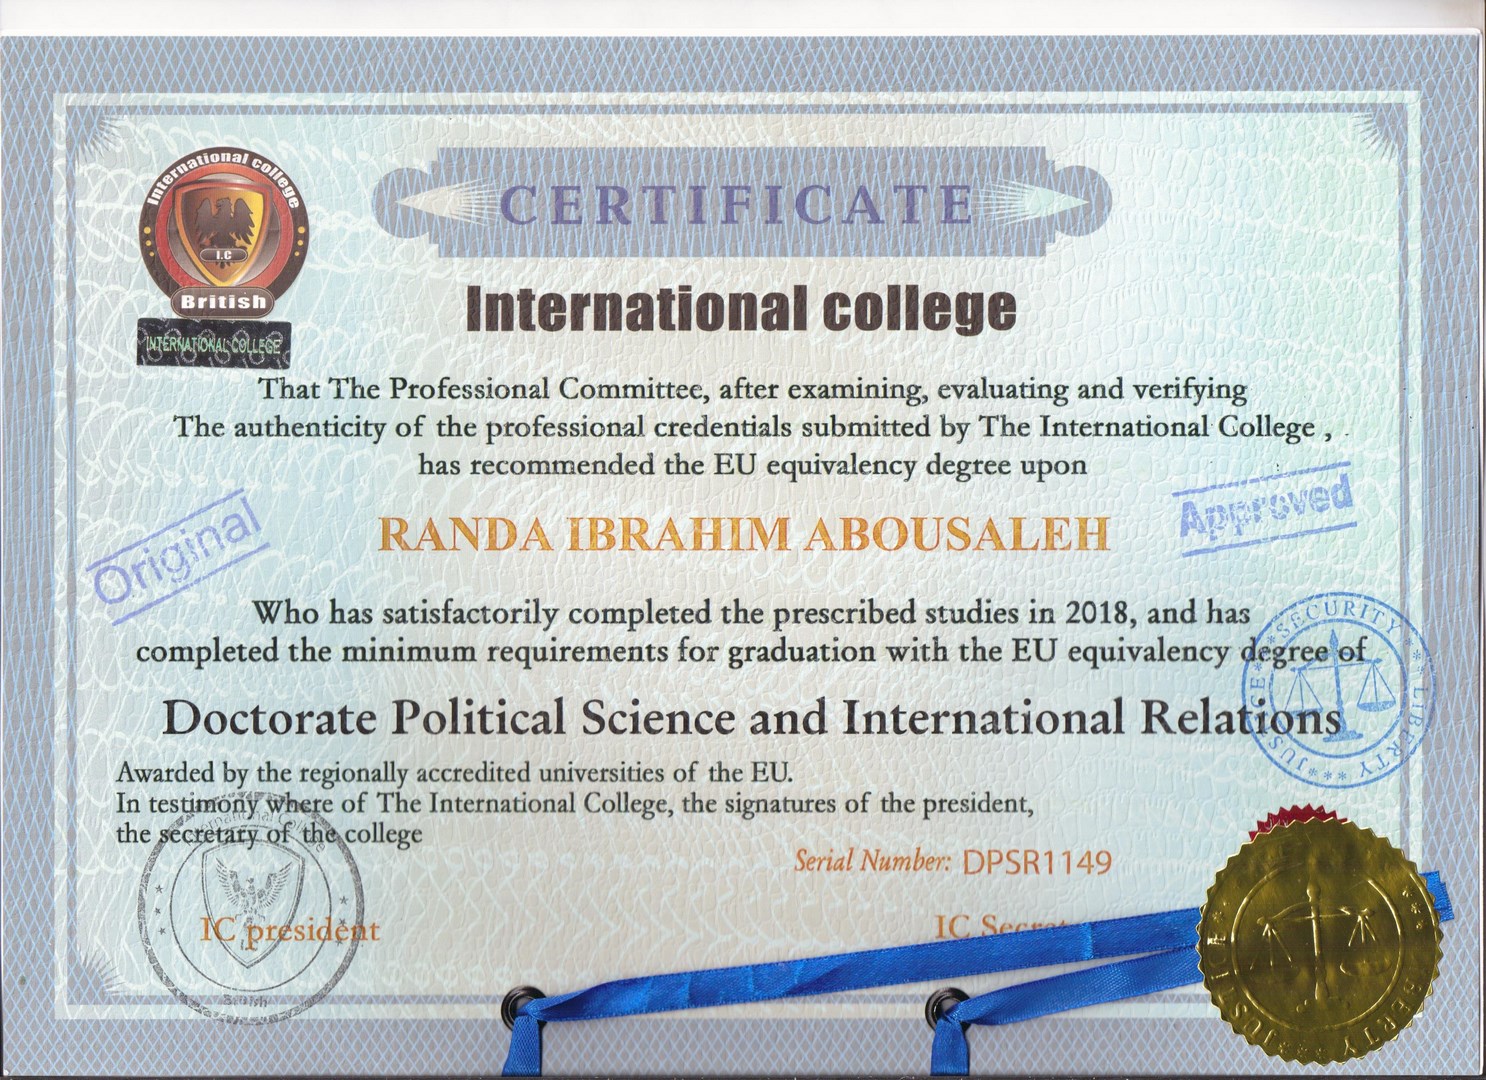 International college
CERTIFICATE
I.C
British
INTERNATIONAL COLLEGE
International college
That The Professional Committee, after examining, evaluating and verifying
The authenticity of the professional credentials submitted by The International College ,
has recommended the EU equivalency degree upon
Original
Approved
RANDA IBRAHIM ABOUSALEH
Who has satisfactorily completed the prescribed studies in 2018, and has
completed the minimum requirements for graduation with the EU equivalency degree of
SECURITY
LIBERTY
JUSTICE
Doctorate Political Science and International Relations
Awarded by the regionally accredited universities of the EU.
In testimony where of The International College, the signatures of the president,
the secretary of the college
International College
Serial Number: DPSR1149
IC president
IC Secret
British
JUSTICE